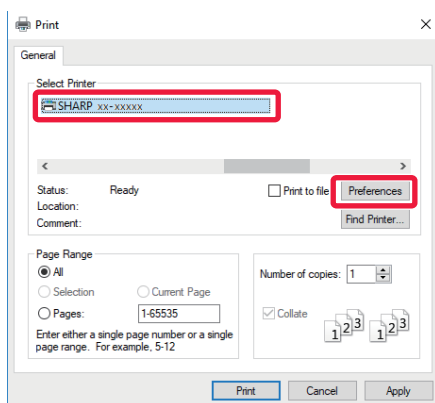 Print
General
Select Printer
SHARP xx-xxxxx
Status: Ready
Print to file
Preferences
Location:
Comment:
Find Printer...
Page Range
All
Selection
Current Page
Pages: 1-65535
Enter either a single page number or a single
page range. For example, 5-12
Number of copies: 1
Collate
1 2 3 1 2 3
Print Cancel Apply